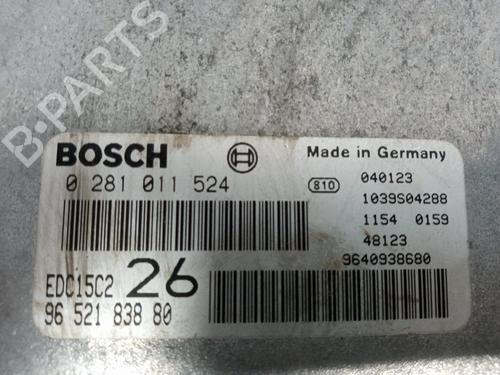 B-PARTS
BOSCH
Made in Germany
0 281 011 524
810
040123
1039S04288
1154 0159
48123
9640938680
EDC15C2 26
96 521 838 80